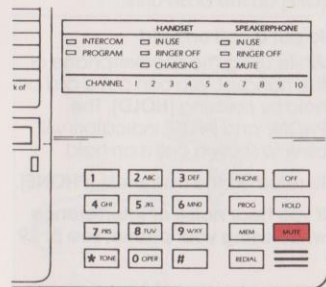 HANDSET SPEAKERPHONE
INTERCOM IN USE IN USE
PROGRAM RINGER OFF RINGER OFF
CHARGING MUTE
CHANNEL 1 2 3 4 5 6 7 8 9 10
k of
1 2 ABC 3 DEF PHONE OFF
4 GHI 5 JKL 6 MNO PROG HOLD
7 PRS 8 TUV 9 WXY MEM MUTE
* TONE 0 OPER # REDIAL